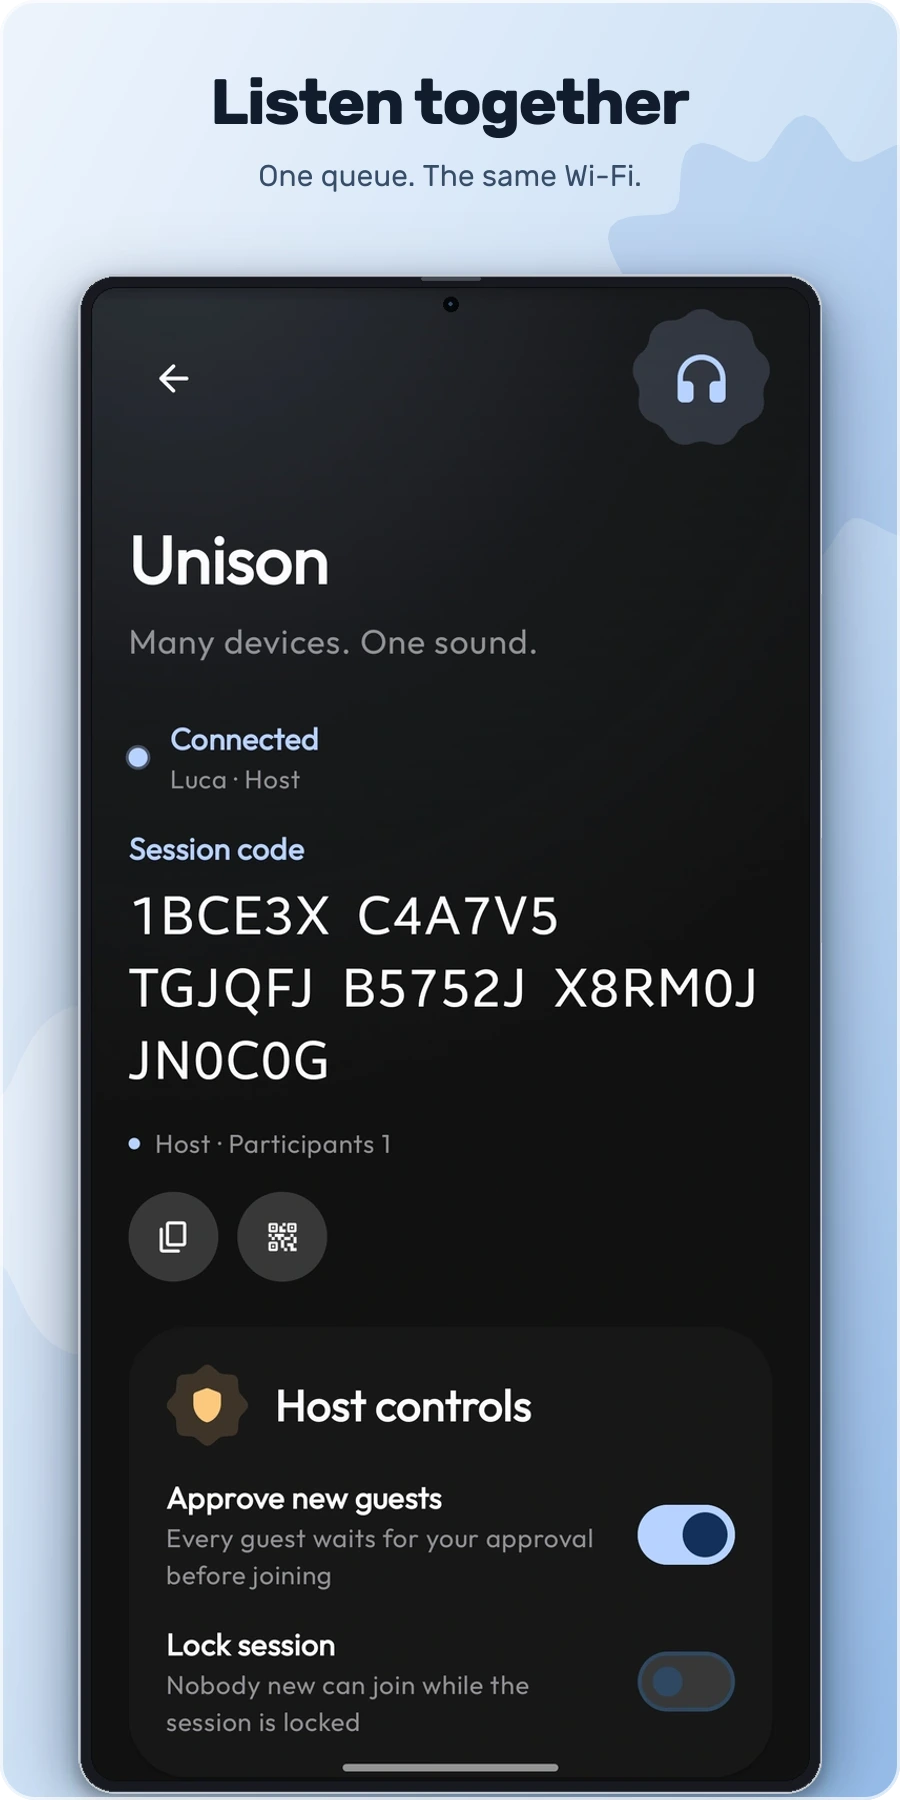 Listen together
One queue. The same Wi-Fi.
Unison
Many devices. One sound.
Connected
Luca · Host
Session code
1BCE3X C4A7V5
TGJQFJ B5752J X8RM0J
JN0C0G
Host · Participants 1
Host controls
Approve new guests
Every guest waits for your approval
before joining
Lock session
Nobody new can join while the
session is locked